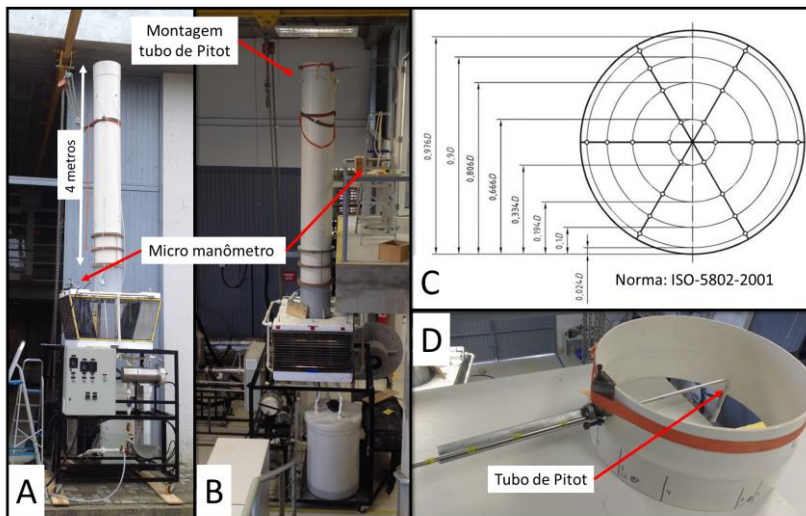 Montagem
tubo de Pitot
4 metros
Micro manômetro
A
B
C
0,976D
0,9D
0,806D
0,666D
0,334D
0,194D
0,1D
0,024D
Norma: ISO-5802-2001
D
Tubo de Pitot